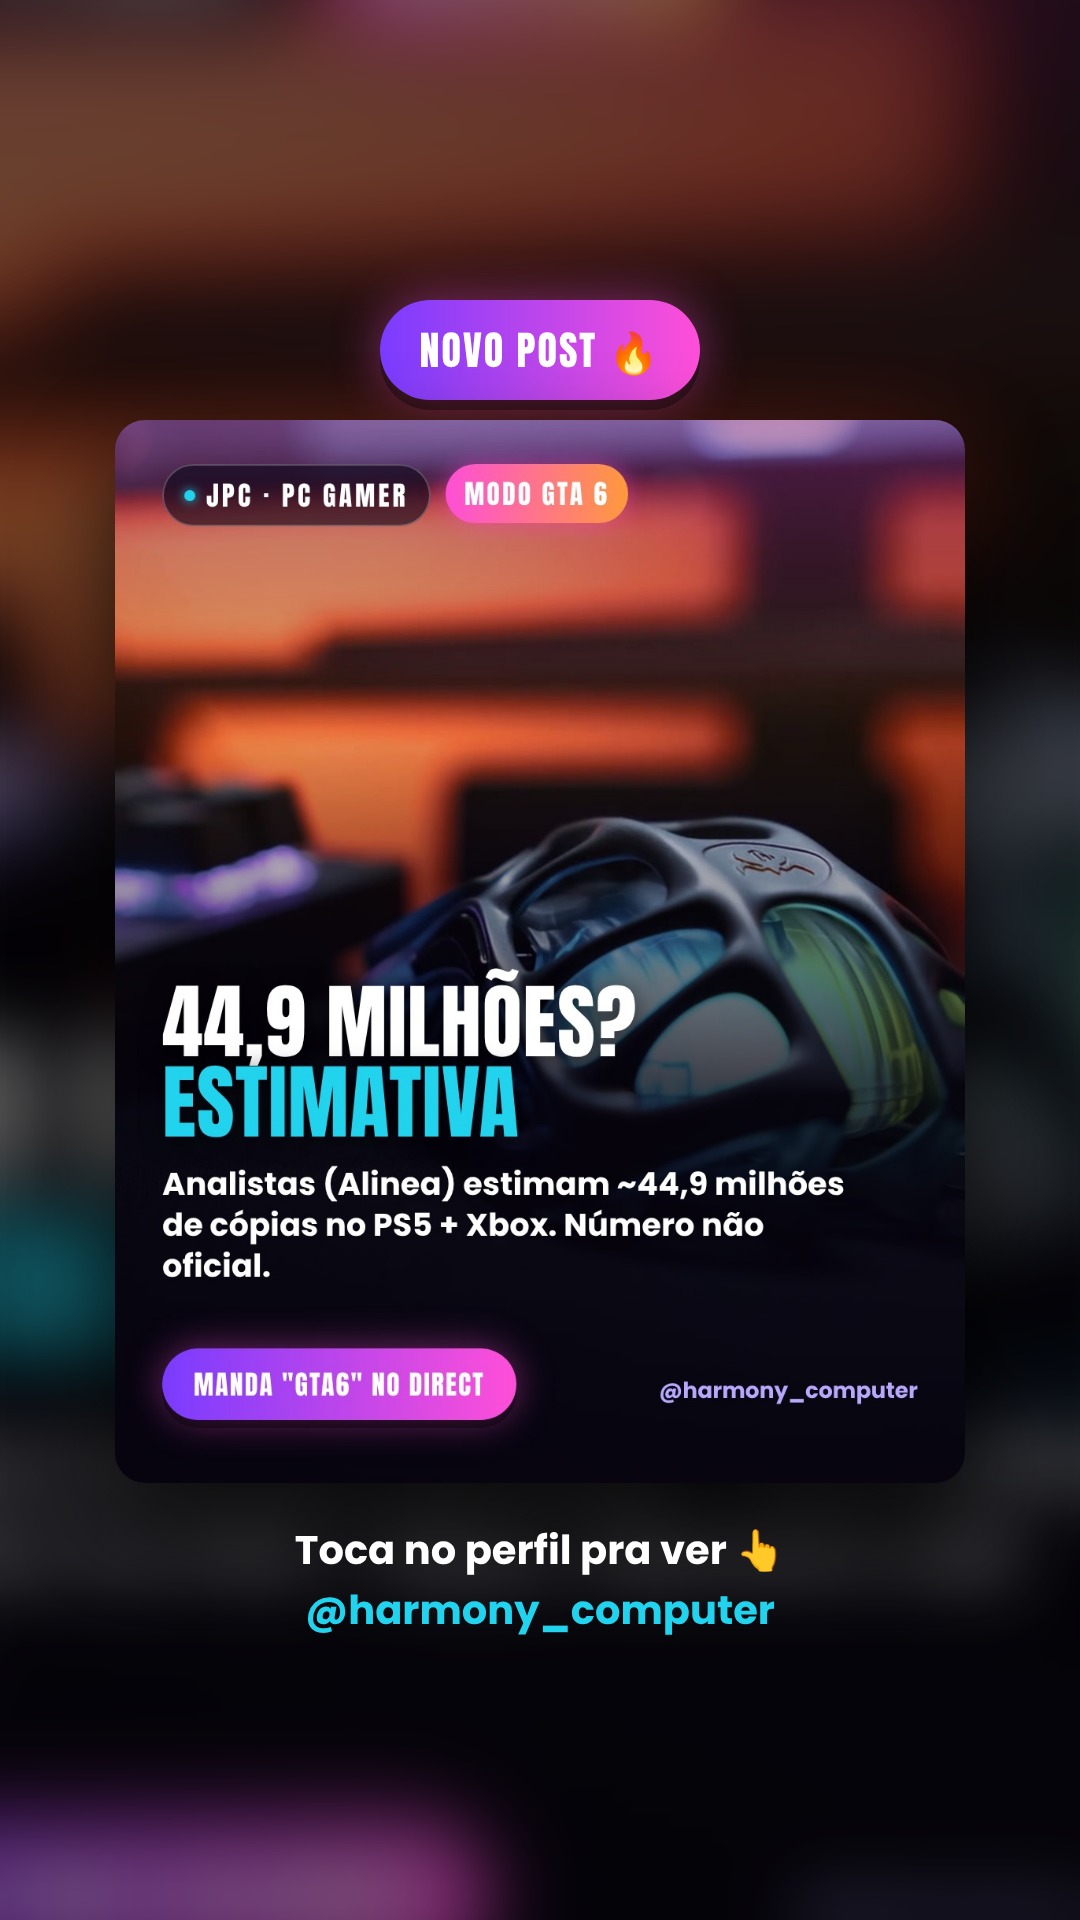 NOVO POST 🔥
JPC · PC GAMER
MODO GTA 6
44,9 MILHÕES?
ESTIMATIVA
Analistas (Alinea) estimam ~44,9 milhões
de cópias no PS5 + Xbox. Número não
oficial.
MANDA "GTA6" NO DIRECT
@harmony_computer
Toca no perfil pra ver 👆
@harmony_computer